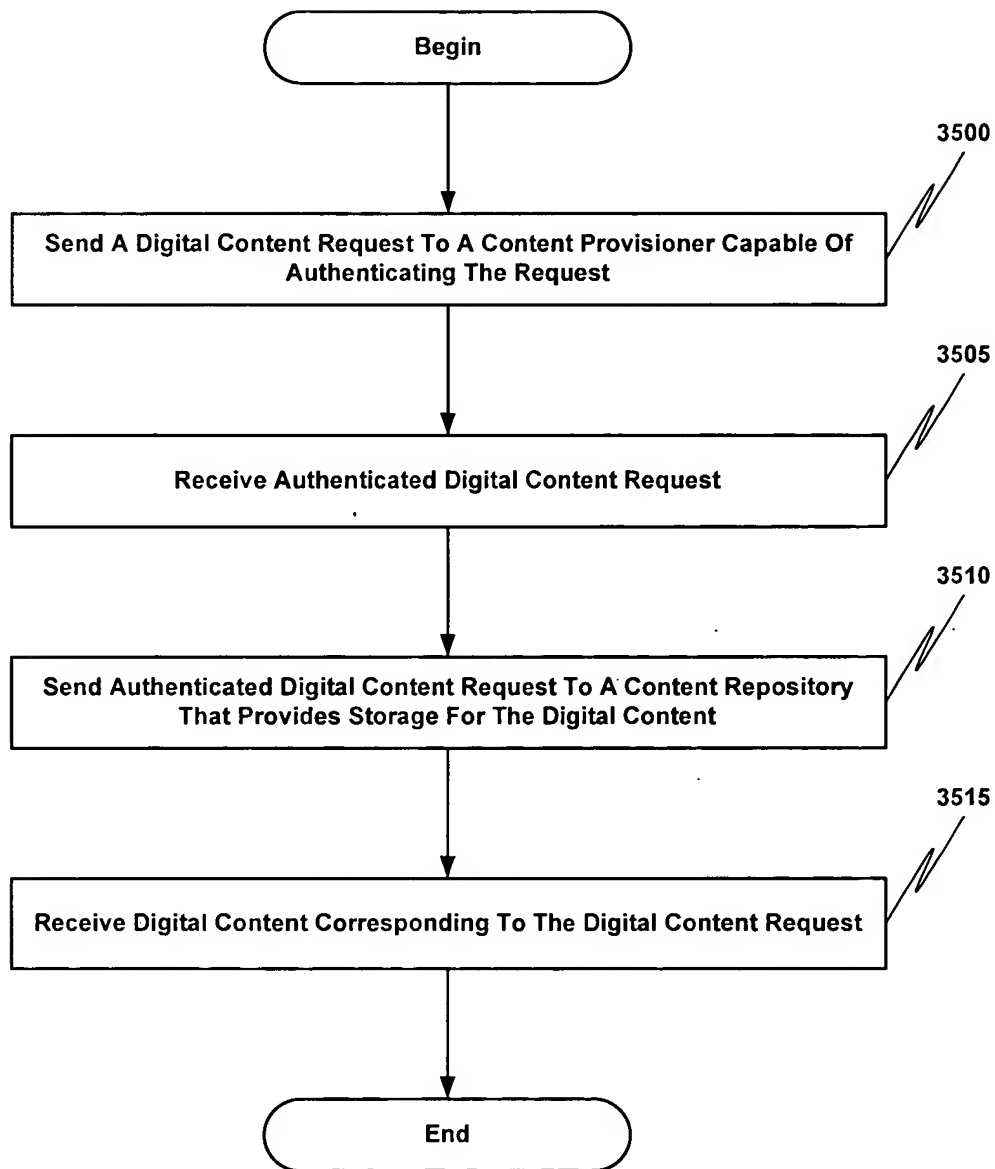 Begin
3500
Send A Digital Content Request To A Content Provisioner Capable Of
Authenticating The Request
3505
Receive Authenticated Digital Content Request
3510
Send Authenticated Digital Content Request To A Content Repository
That Provides Storage For The Digital Content
3515
Receive Digital Content Corresponding To The Digital Content Request
End